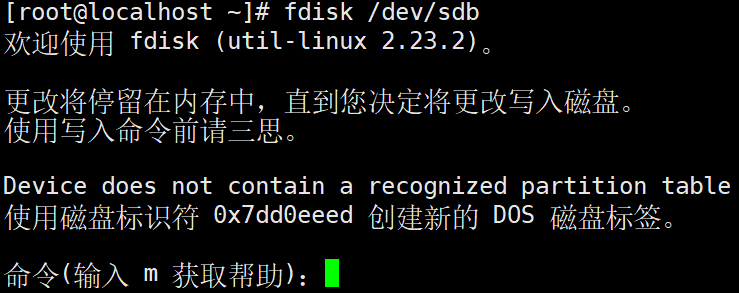 [root@localhost ~]# fdisk /dev/sdb
欢迎使用 fdisk (util-linux 2.23.2)。
更改将停留在内存中，直到您决定将更改写入磁盘。
使用写入命令前请三思。
Device does not contain a recognized partition table
使用磁盘标识符 0x7dd0eeed 创建新的 DOS 磁盘标签。
命令(输入 m 获取帮助)：